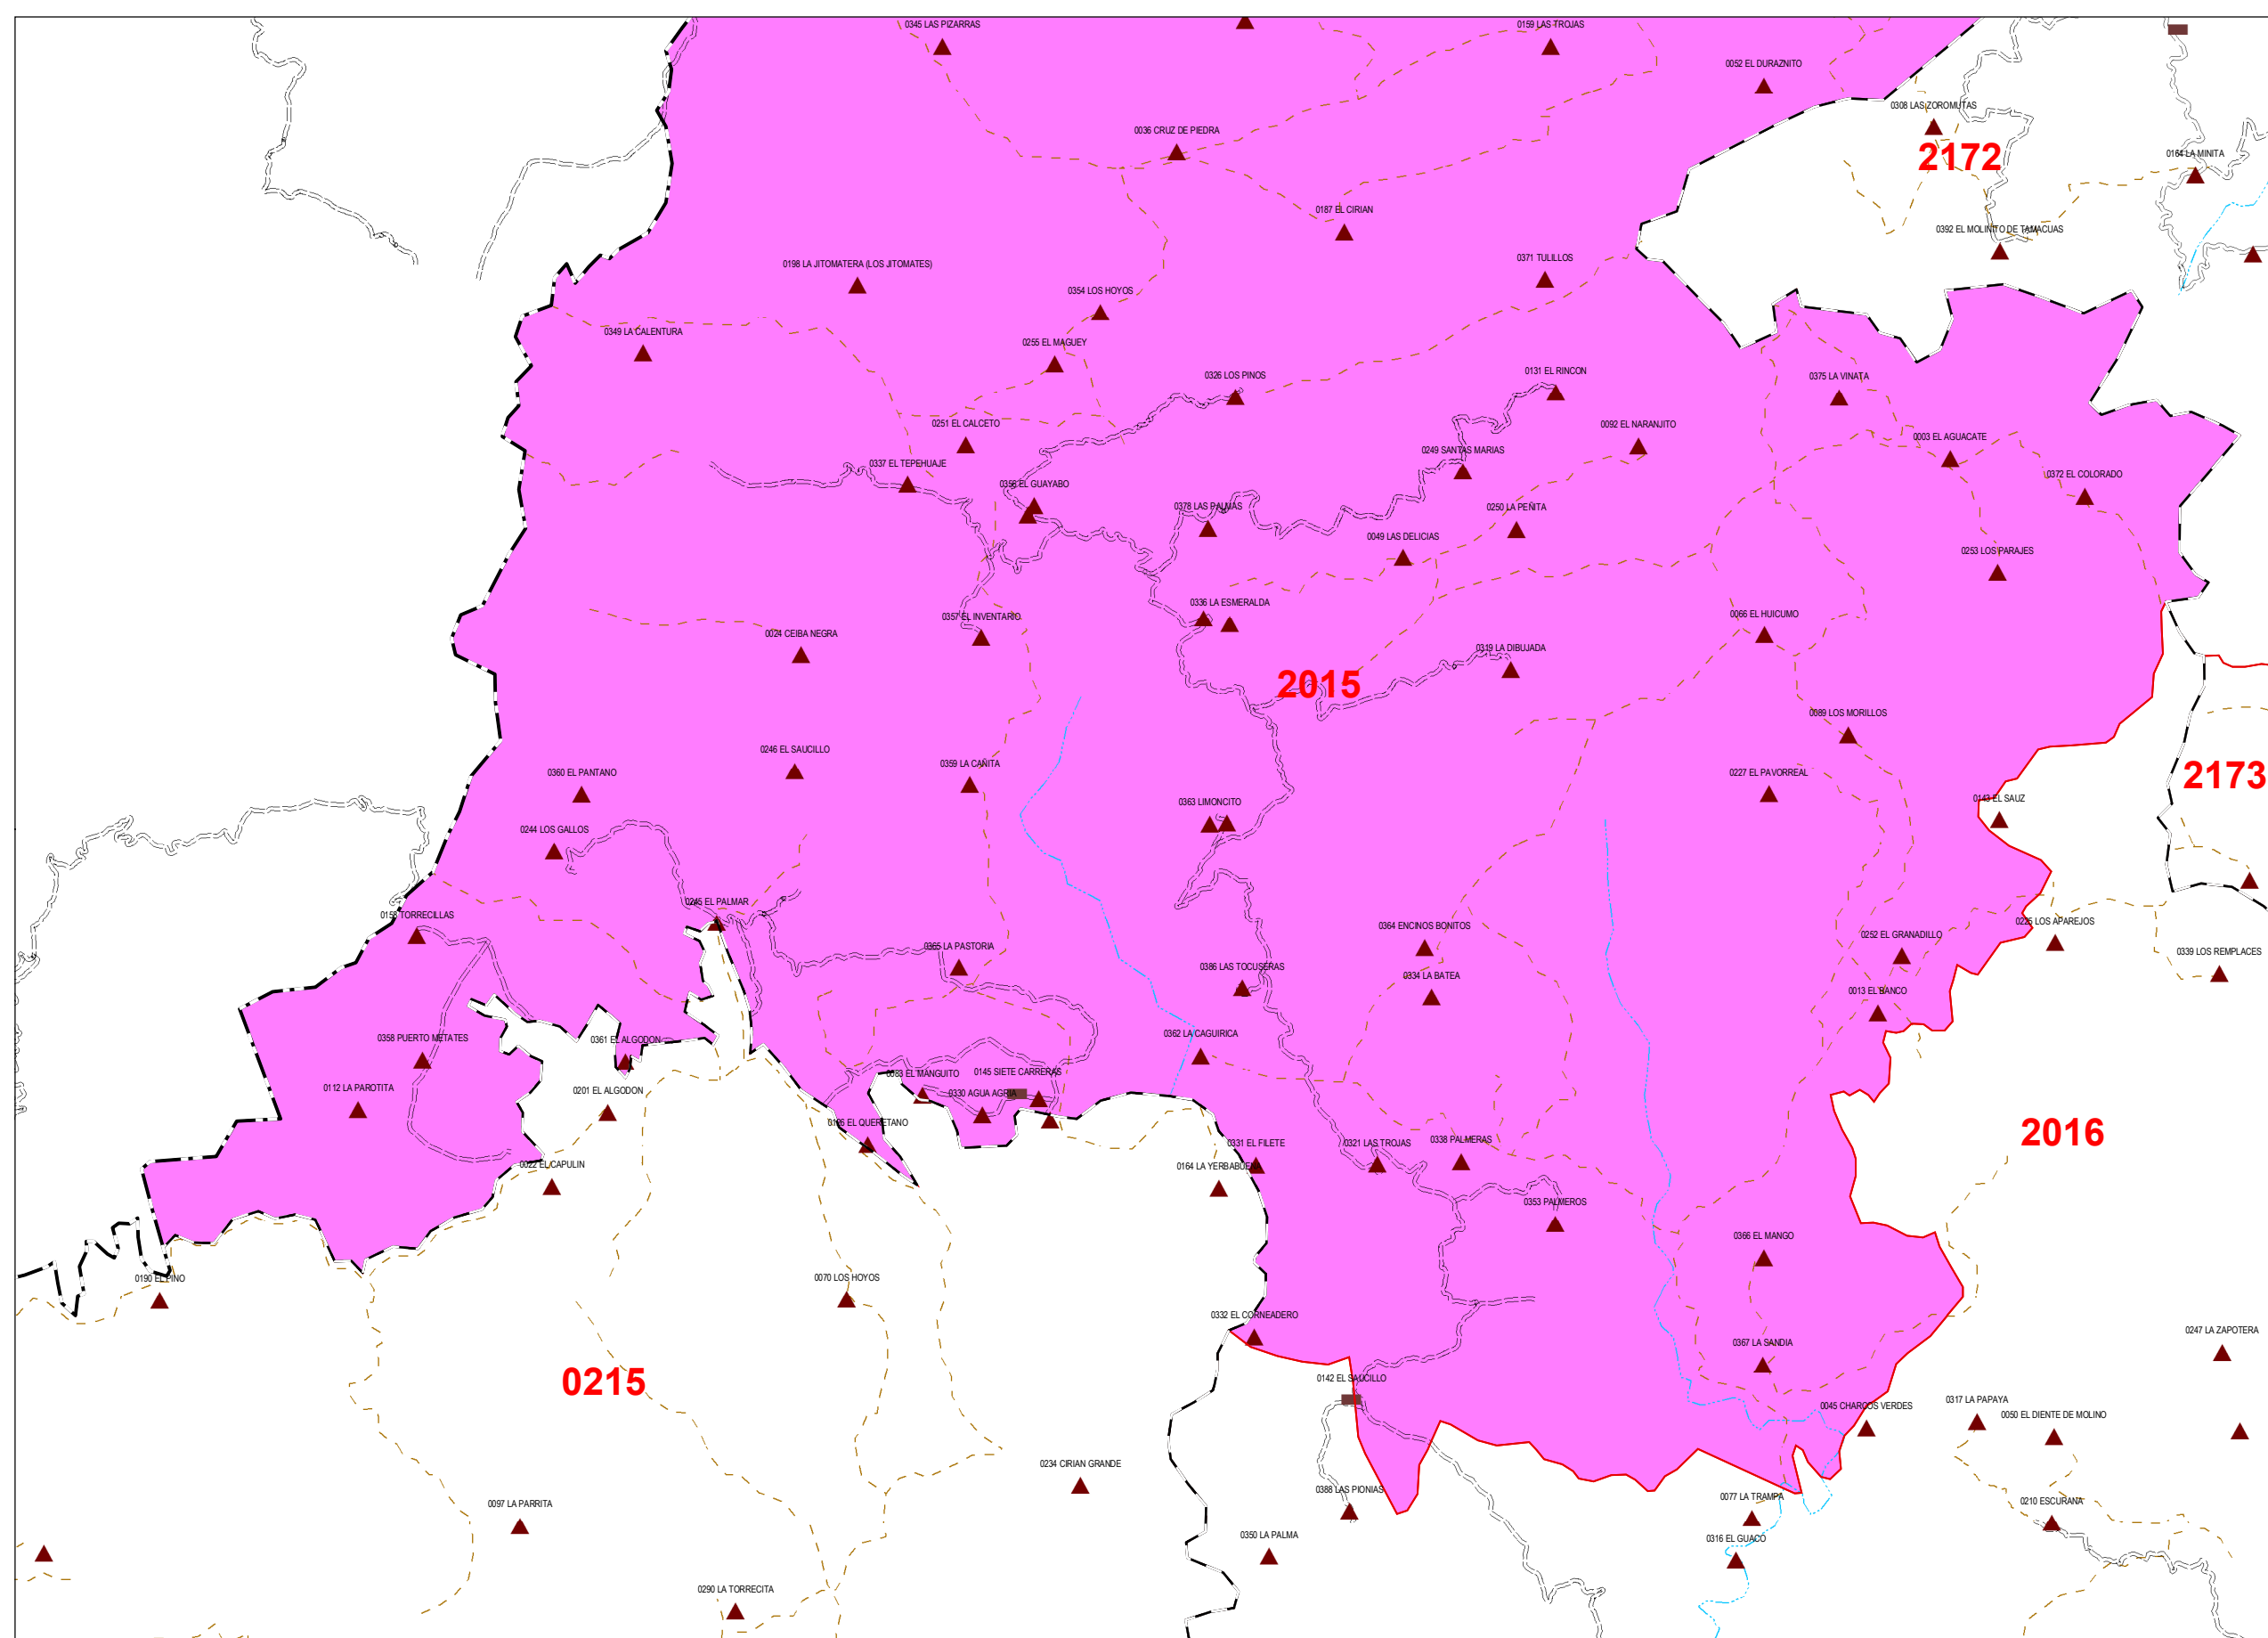 0345 LAS PIZARRAS
0159 LAS TROJAS
0052 EL DURAZNITO
0308 LAS ZOROMUTAS
0036 CRUZ DE PIEDRA
2172
0164 LA MINITA
0187 EL CIRIAN
0392 EL MOLINITO DE TAMACUAS
0371 TULILLOS
0198 LA JITOMATERA (LOS JITOMATES)
0354 LOS HOYOS
0349 LA CALENTURA
0255 EL MAGUEY
0326 LOS PINOS
0131 EL RINCON
0375 LA VINATA
0251 EL CALCETO
0092 EL NARANJITO
0003 EL AGUACATE
0249 SANTAS MARIAS
0337 EL TEPEHUAJE
0372 EL COLORADO
0356 EL GUAYABO
0378 LAS PALMAS
0250 LA PEÑITA
0049 LAS DELICIAS
0253 LOS PARAJES
0336 LA ESMERALDA
0066 EL HUICUMO
0357 EL INVENTARIO
0024 CEIBA NEGRA
0319 LA DIBUJADA
2015
0089 LOS MORILLOS
0246 EL SAUCILLO
0359 LA CAÑITA
0360 EL PANTANO
0227 EL PAVORREAL
2173
0143 EL SAUZ
0363 LIMONCITO
0244 LOS GALLOS
0245 EL PALMAR
0153 TORRECILLAS
0225 LOS APAREJOS
0364 ENCINOS BONITOS
0252 EL GRANADILLO
0365 LA PASTORIA
0339 LOS REMPLACES
0386 LAS TOCUSERAS
0334 LA BATEA
0013 EL BANCO
0362 LA CAGUIRICA
0358 PUERTO METATES
0361 EL ALGODON
0083 EL MANGUITO
0145 SIETE CARRERAS
0112 LA PAROTITA
0201 EL ALGODON
0330 AGUA AGRIA
2016
EL QUERETANO
0331 EL FILETE
0321 LAS TROJAS
0338 PALMERAS
0022 EL CAPULIN
0164 LA YERBABUENA
0353 PALMEROS
0366 EL MANGO
0190 EL PINO
0070 LOS HOYOS
0332 EL CORNEADERO
0247 LA ZAPOTERA
0367 LA SANDIA
0215
0142 EL SAUCILLO
0317 LA PAPAYA
0045 CHARCOS VERDES
0050 EL DIENTE DE MOLINO
0234 CIRIAN GRANDE
0388 LAS PIONIAS
0077 LA TRAMPA
0210 ESCURANA
0097 LA PARRITA
0350 LA PALMA
0316 EL GUACO
0290 LA TORRECITA